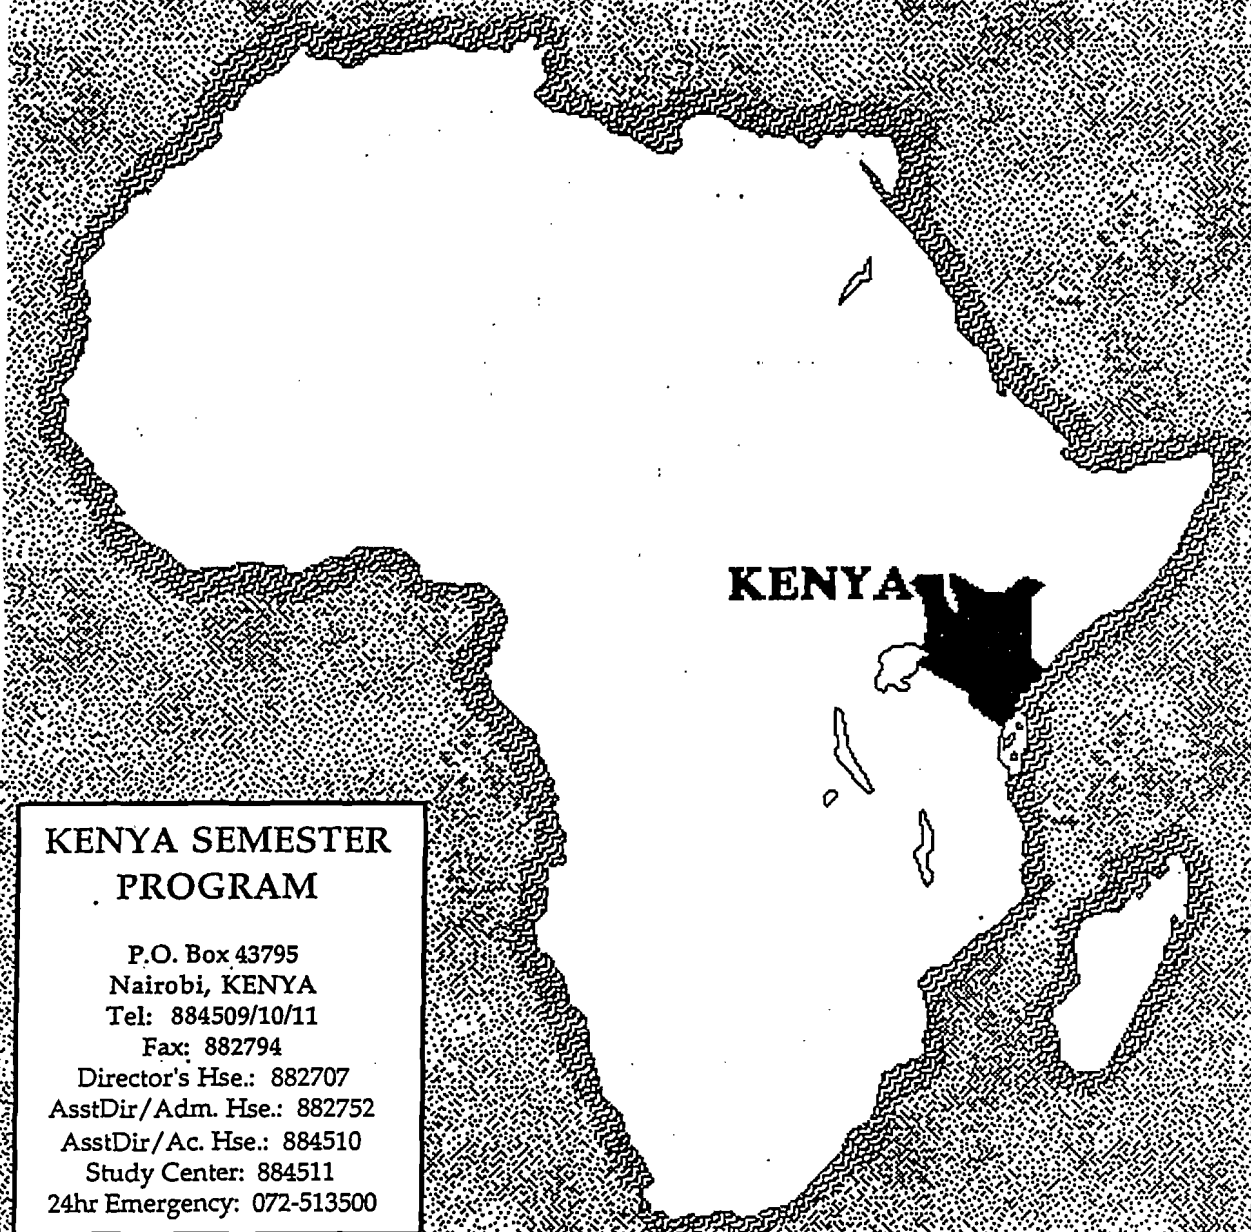 KENYA
KENYA SEMESTER
PROGRAM
P.O. Box 43795
Nairobi, KENYA
Tel: 884509/10/11
Fax: 882794
Director's Hse.: 882707
AsstDir/Adm. Hse.: 882752
AsstDir/Ac. Hse.: 884510
Study Center: 884511
24hr Emergency: 072-513500